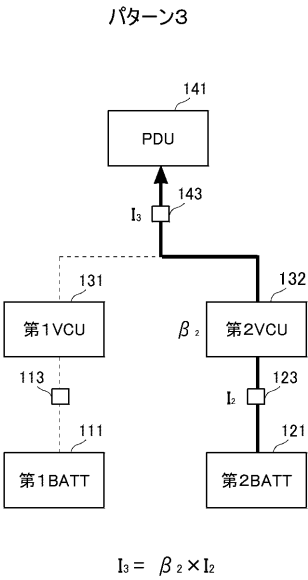 パターン3
141
PDU
143
I₃
131
132
第1VCU
β₂
第2VCU
113
I₂
123
111
121
第1BATT
第2BATT
I₃ = β₂×I₂